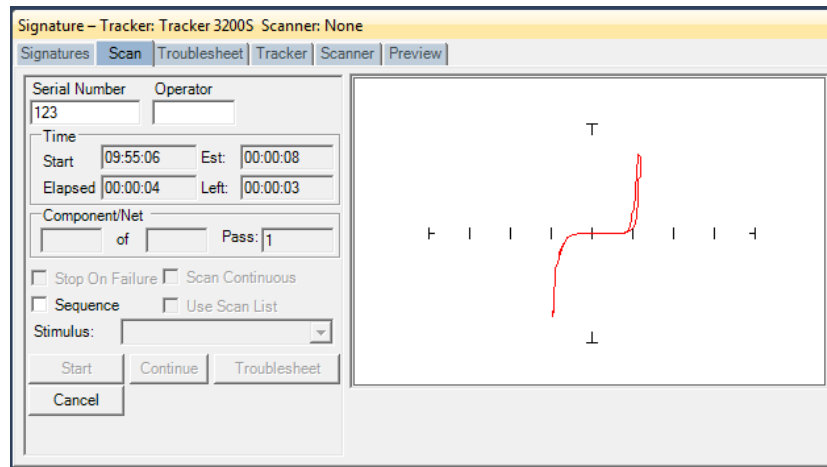 Signature – Tracker: Tracker 3200S Scanner: None
Signatures Scan Troublesheet Tracker Scanner Preview
Serial Number Operator
123
Time
Start 09:55:06 Est: 00:00:08
Elapsed 00:00:04 Left: 00:00:03
Component/Net
of Pass: 1
Stop On Failure Scan Continuous
Sequence Use Scan List
Stimulus:
Start Continue Troublesheet
Cancel